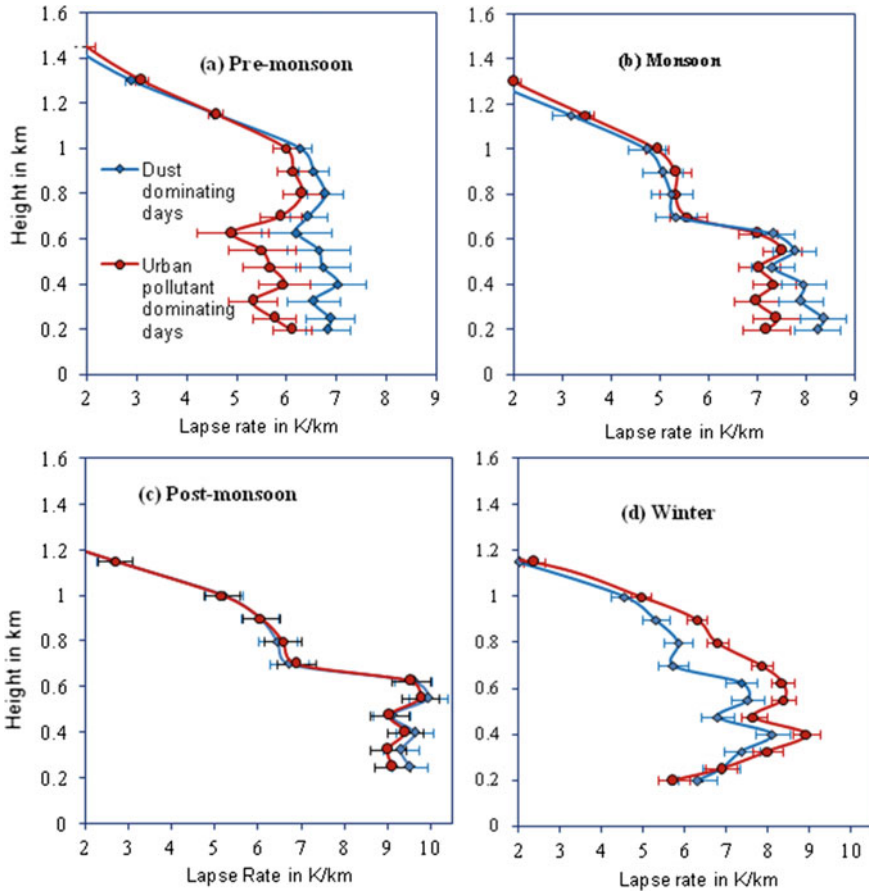 1.6
1.4
1.2
1
0.8
0.6
0.4
0.2
0
Height in km
(a) Pre-monsoon
Dust
dominating
days
Urban
pollutant
dominating
days
2 3 4 5 6 7 8 9
Lapse rate in K/km
1.6
1.4
1.2
1
0.8
0.6
0.4
0.2
0
(b) Monsoon
2 3 4 5 6 7 8 9
Lapse rate in K/km
1.6
1.4
1.2
1
0.8
0.6
0.4
0.2
0
Height in km
(c) Post-monsoon
2 3 4 5 6 7 8 9 10
Lapse Rate in K/km
1.6
1.4
1.2
1
0.8
0.6
0.4
0.2
0
(d) Winter
2 3 4 5 6 7 8 9 10
Lapse Rate in K/km